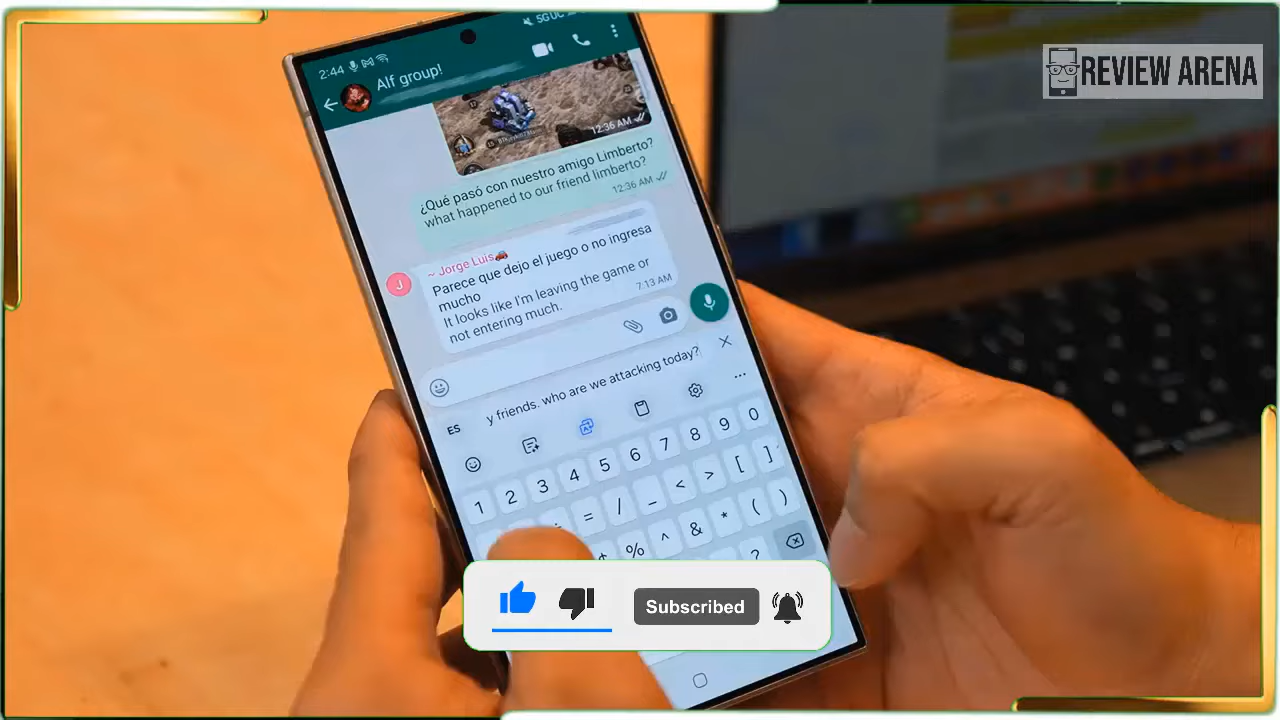 REVIEW ARENA
2:44
5G UC
Alf group!
12:36 AM
¿Qué pasó con nuestro amigo Limberto?
what happened to our friend limberto?
12:36 AM
~ Jorge Luis
J
Parece que dejo el juego o no ingresa
mucho
It looks like I'm leaving the game or
not entering much.
7:13 AM
ES
y friends. who are we attacking today?
1 2 3 4 5 6 7 8 9 0
= / _ < > [ ]
% ^ & * ( )
?
Subscribed